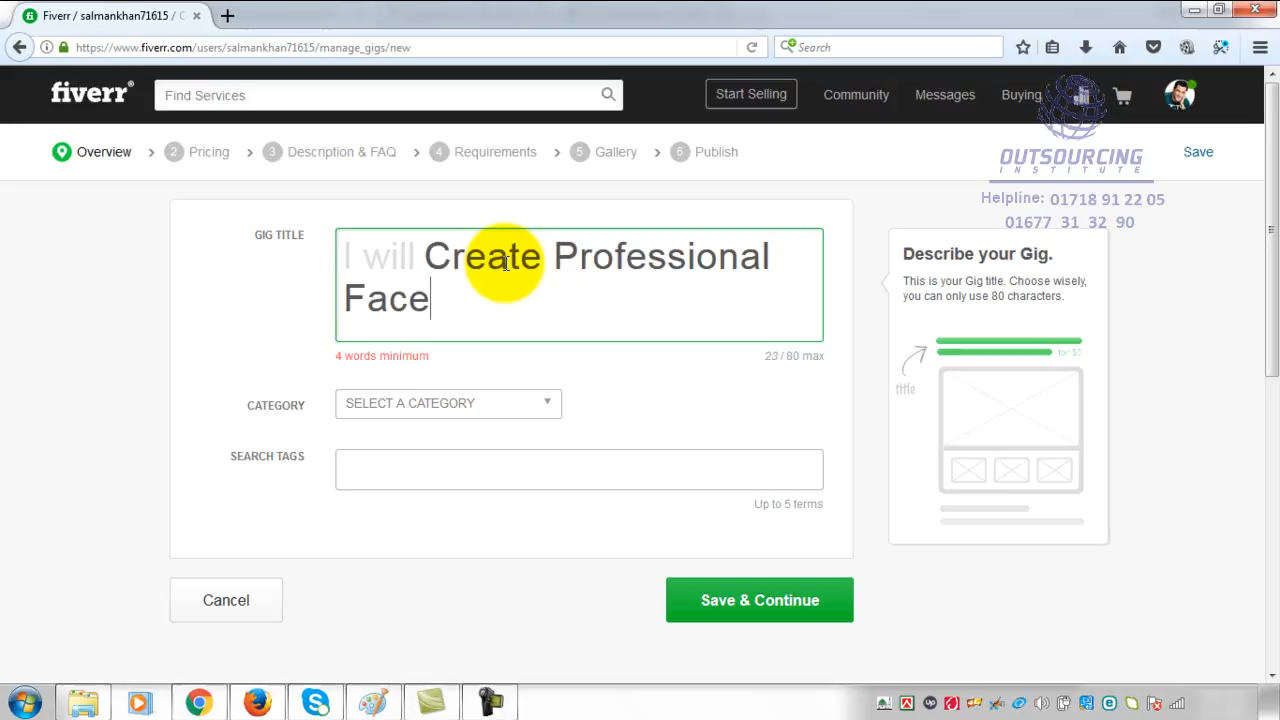 Fiverr / salmankhan71615 / C
https://www.fiverr.com/users/salmankhan71615/manage_gigs/new
Search
fiverr®
Find Services
Start Selling
Community
Messages
Buying
Overview
2 Pricing
3 Description & FAQ
4 Requirements
5 Gallery
6 Publish
Save
OUTSOURCING
INSTITUTE
Helpline: 01718 91 22 05
01677 31 32 90
GIG TITLE
I will Create Professional
Face
4 words minimum
23 / 80 max
CATEGORY
SELECT A CATEGORY
SEARCH TAGS
Up to 5 terms
Describe your Gig.
This is your Gig title. Choose wisely,
you can only use 80 characters.
for $5
title
Cancel
Save & Continue